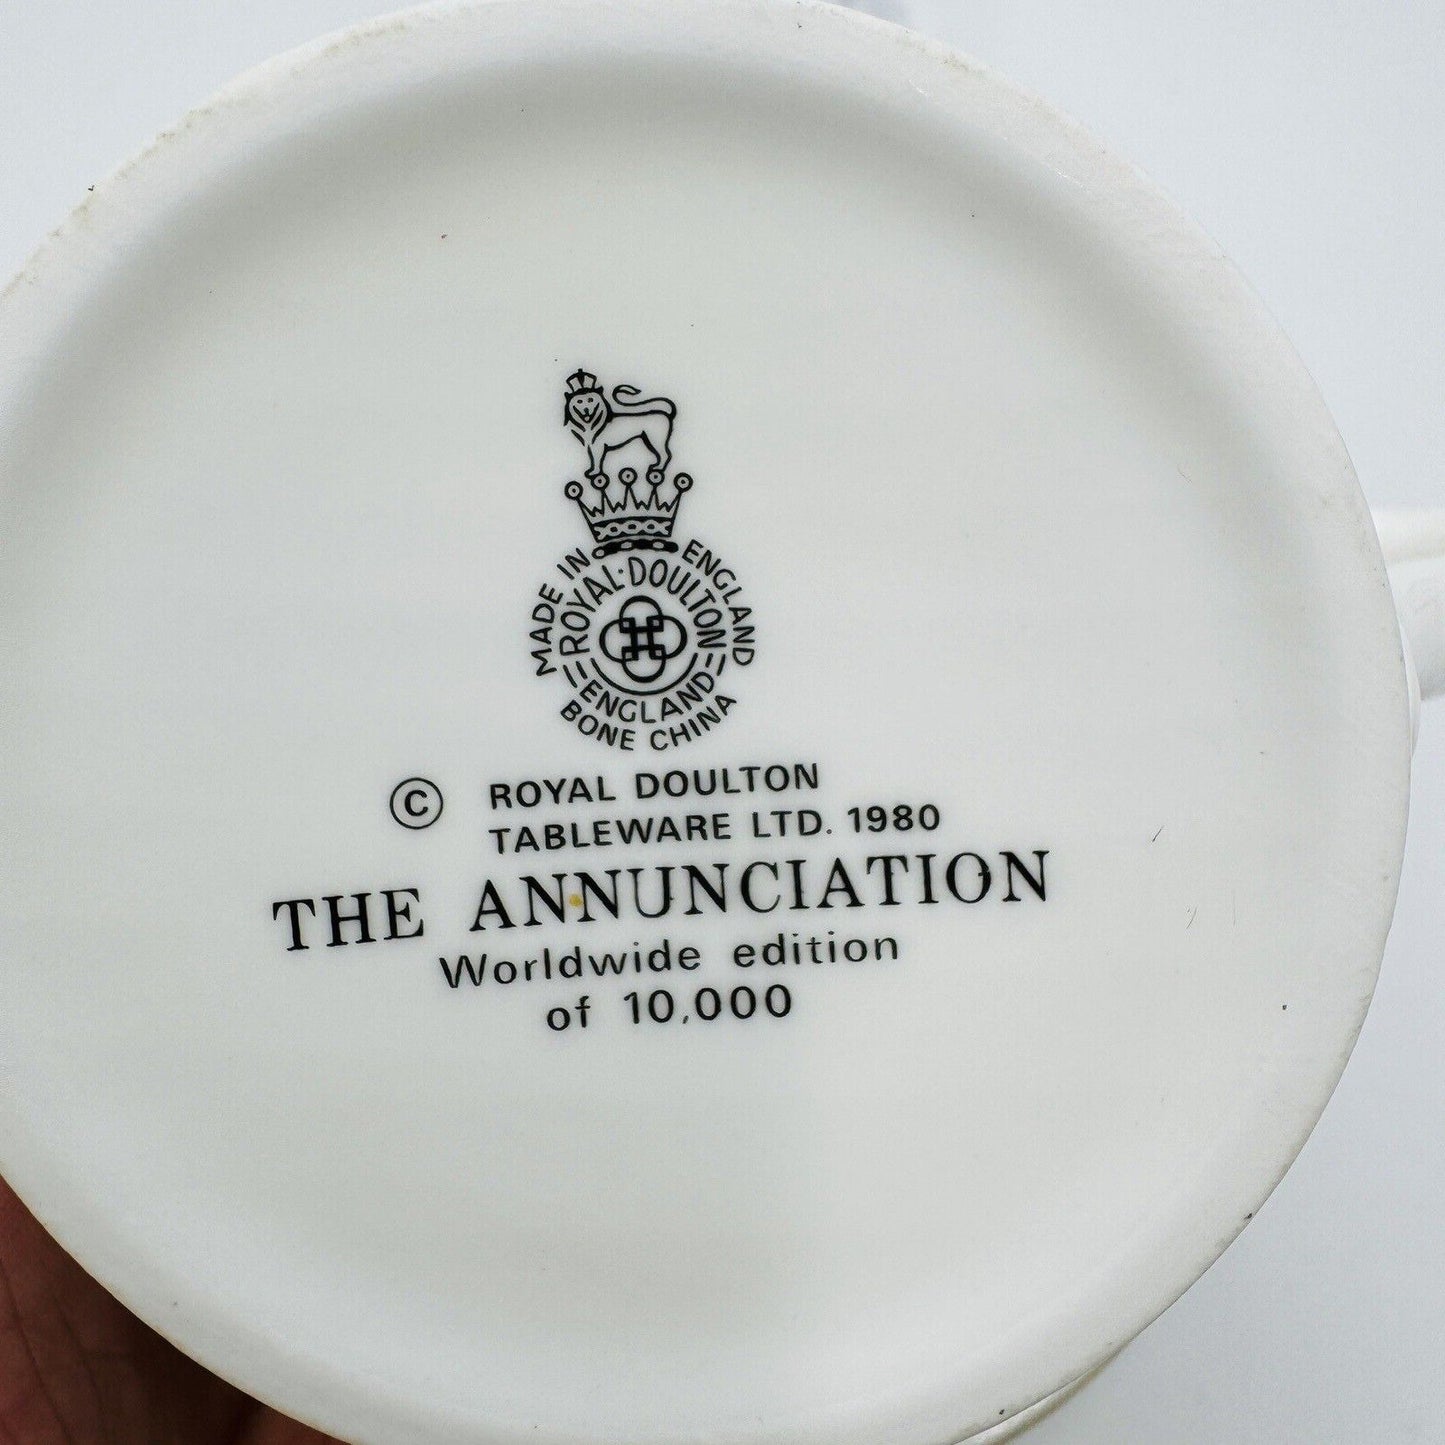 MADE IN ENGLAND
ROYAL·DOULTON
ENGLAND
BONE CHINA
© ROYAL DOULTON
TABLEWARE LTD. 1980
THE ANNUNCIATION
Worldwide edition
of 10,000